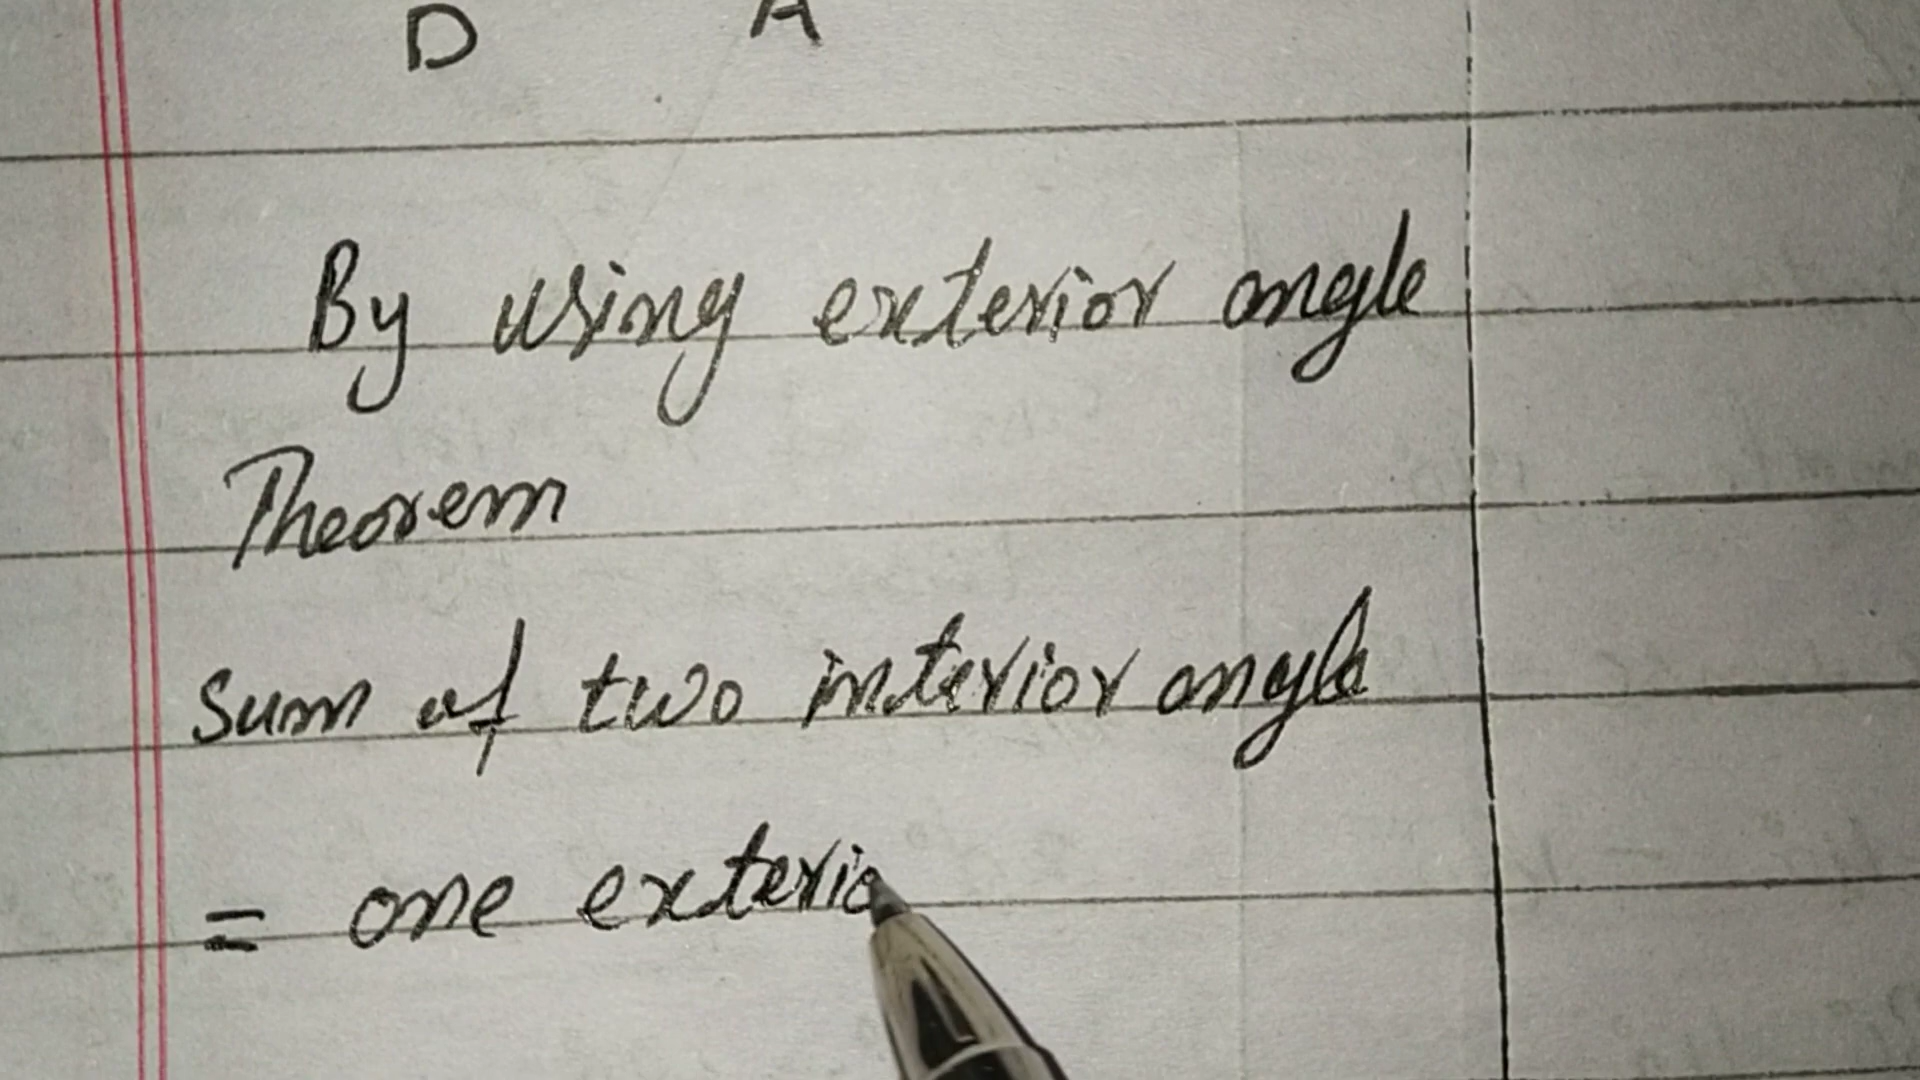 D A
By using exterior angle
Theorem
Sum of two interior angle
= one exterio